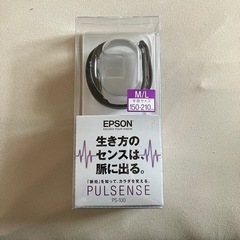 M/L
手首サイズ
150-210mm
EPSON
EXCEED YOUR VISION
生き方の
センスは、
脈に出る。
「脈拍」を知って、カラダを変える。
PULSENSE
PS-100